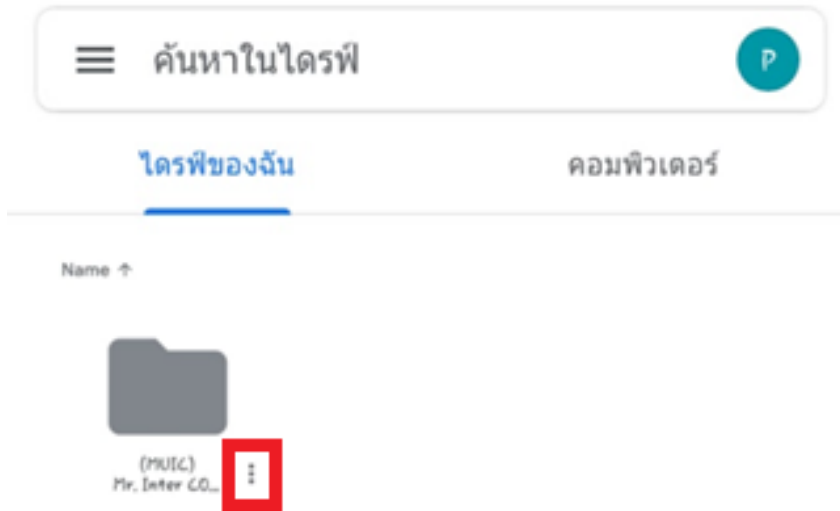 ค้นหาในไดรฟ์
P
ไดรฟ์ของฉัน คอมพิวเตอร์
Name ↑
(MUIC)
Mr. Inter CO...